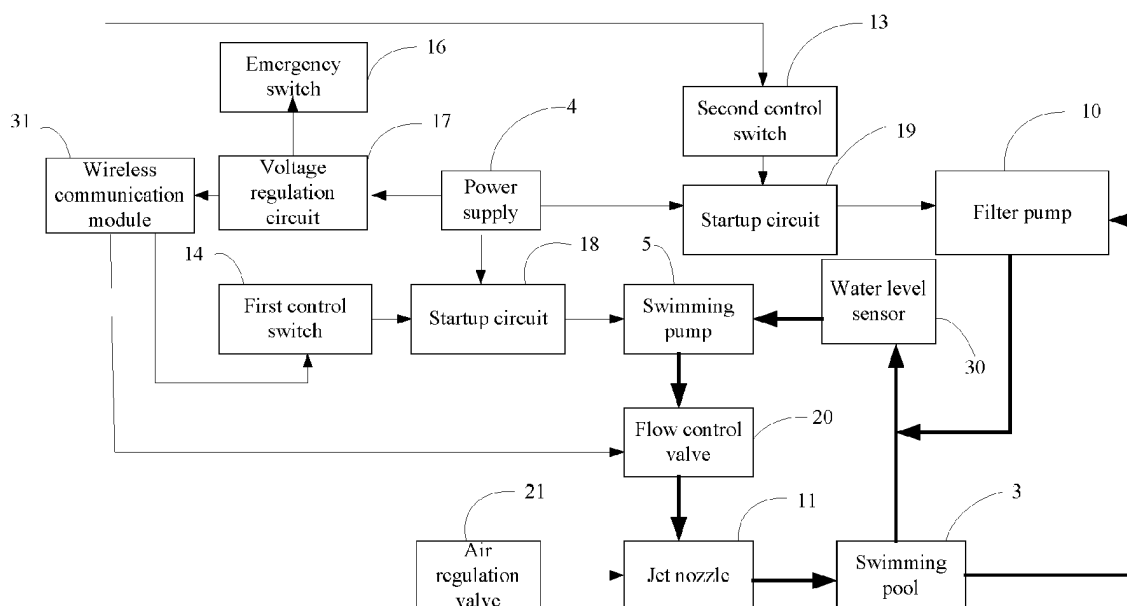 13
16
Emergency
switch
4
Second control
switch
10
31
17
19
Wireless
communication
module
Voltage
regulation
circuit
Power
supply
Startup circuit
Filter pump
14
18
5
First control
switch
Startup circuit
Swimming
pump
Water level
sensor
30
20
Flow control
valve
21
11
3
Air
regulation
valve
Jet nozzle
Swimming
pool